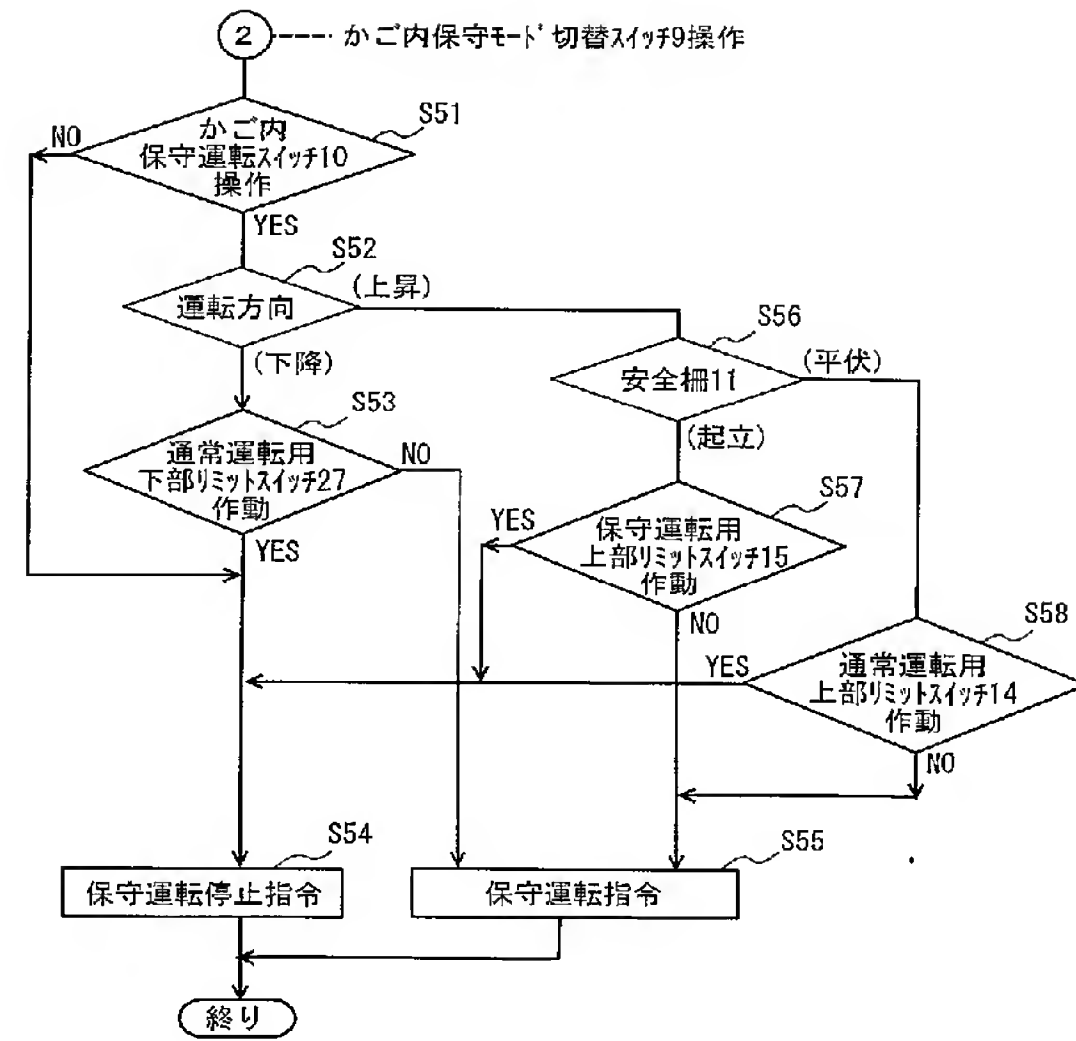 2
かご内保守モード切替スイッチ9操作
S51
NO
かご内
保守運転スイッチ10
操作
YES
S52
運転方向
(上昇)
(下降)
S56
安全柵11
(平伏)
(起立)
S53
通常運転用
下部リミットスイッチ27
作動
NO
YES
S57
保守運転用
上部リミットスイッチ15
作動
YES
NO
S58
通常運転用
上部リミットスイッチ14
作動
YES
NO
S54
保守運転停止指令
S55
保守運転指令
終り